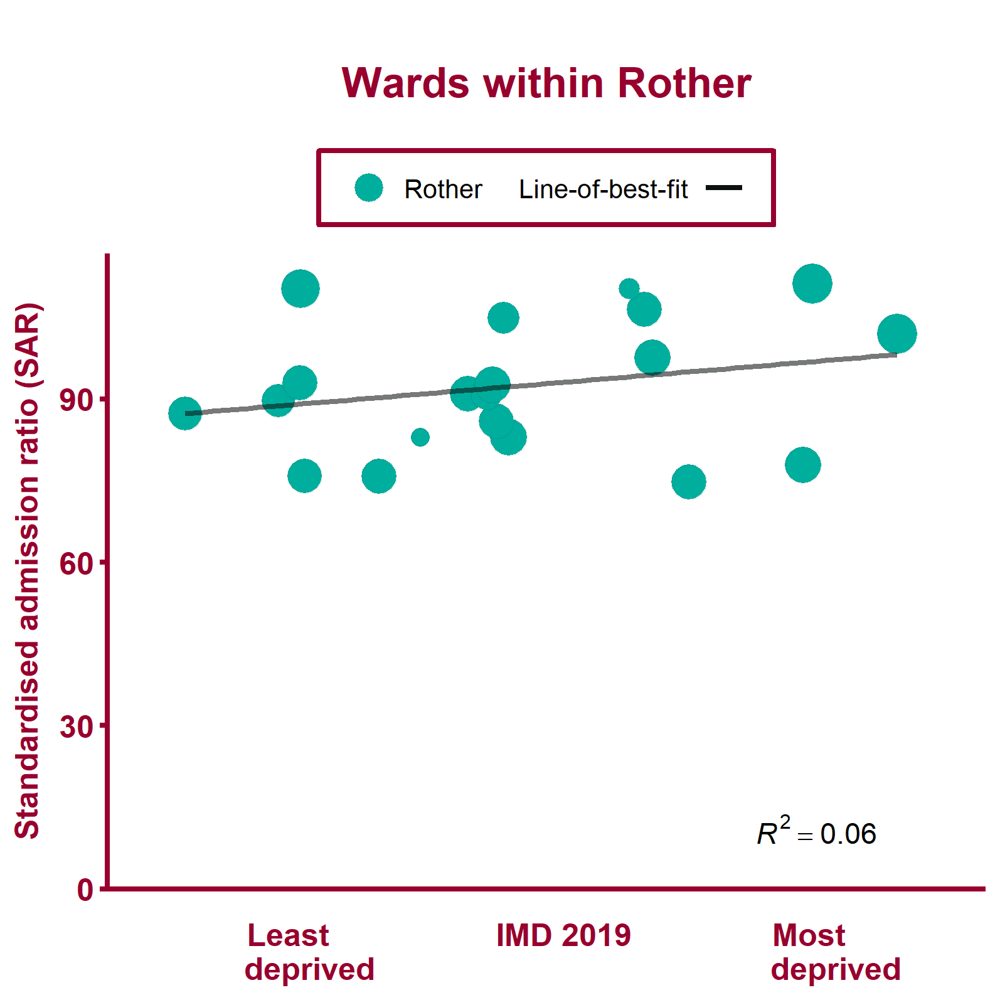 Wards within Rother
Rother Line-of-best-fit
Standardised admission ratio (SAR)
90
60
30
0
R² = 0.06
Least deprived
IMD 2019
Most deprived